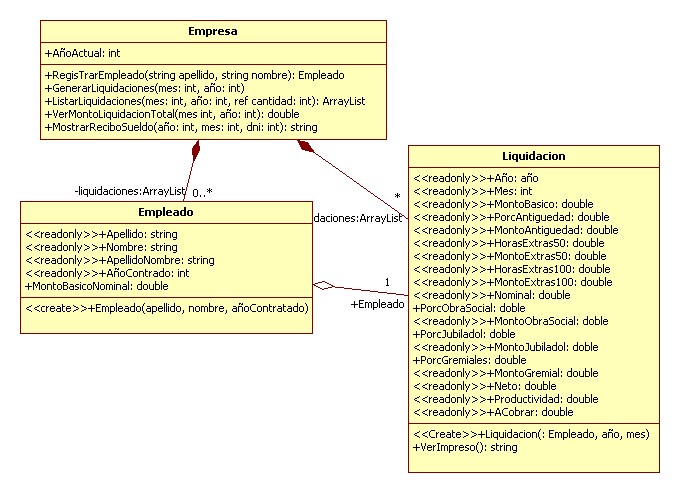 Empresa
+AñoActual: int
+RegisTrarEmpleado(string apellido, string nombre): Empleado
+GenerarLiquidaciones(mes: int, año: int)
+ListarLiquidaciones(mes: int, año: int, ref cantidad: int): ArrayList
+VerMontoLiquidacionTotal(mes int, año: int): double
+MostrarReciboSueldo(año: int, mes: int, dni: int): string
-liquidaciones:ArrayList
0..*
*
daciones:ArrayList
Empleado
<<readonly>>+Apellido: string
<<readonly>>+Nombre: string
<<readonly>>+ApellidoNombre: string
<<readonly>>+AñoContrado: int
+MontoBasicoNominal: double
<<create>>+Empleado(apellido, nombre, añoContratado)
1
+Empleado
Liquidacion
<<readonly>>+Año: año
<<readonly>>+Mes: int
<<readonly>>+MontoBasico: double
<<readonly>>+PorcAntiguedad: double
<<readonly>>+MontoAntiguedad: double
<<readonly>>+HorasExtras50: double
<<readonly>>+MontoExtras50: double
<<readonly>>+HorasExtras100: double
<<readonly>>+MontoExtras100: double
<<readonly>>+Nominal: double
+PorcObraSocial: doble
<<readonly>>+MontoObraSocial: doble
+PorcJubilador: doble
<<readonly>>+MontoJubilador: doble
+PorcGremiales: double
<<readonly>>+MontoGremial: double
<<readonly>>+Neto: double
<<readonly>>+Productividad: double
<<readonly>>+ACobrar: double
<<Create>>+Liquidacion(: Empleado, año, mes)
+VerImpreso(): string